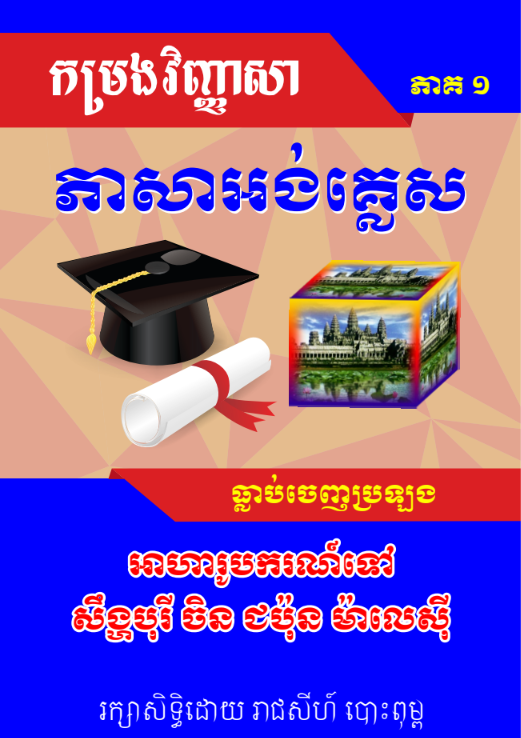 កម្រងវិញ្ញាសា
ភាគ ១
ភាសាអង់គ្លេស
ធ្លាប់ចេញប្រឡង
អាហារូបករណ៍ទៅ
សឹង្ហបុរី ចិន ជប៉ុន ម៉ាលេស៊ី
រក្សាសិទ្ធិដោយ រាជសីហ៍ បោះពុម្ព